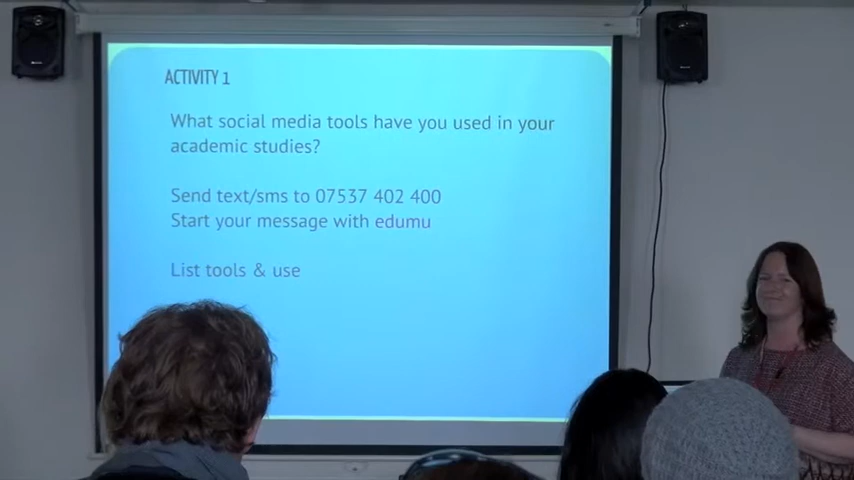 ACTIVITY 1
What social media tools have you used in your
academic studies?
Send text/sms to 07537 402 400
Start your message with edumu
List tools & use